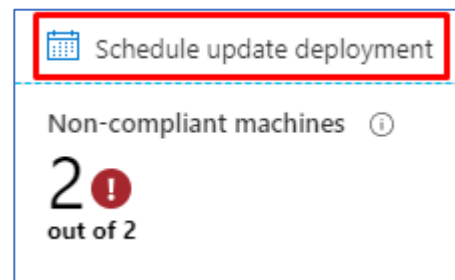 Schedule update deployment
Non-compliant machines
2
out of 2